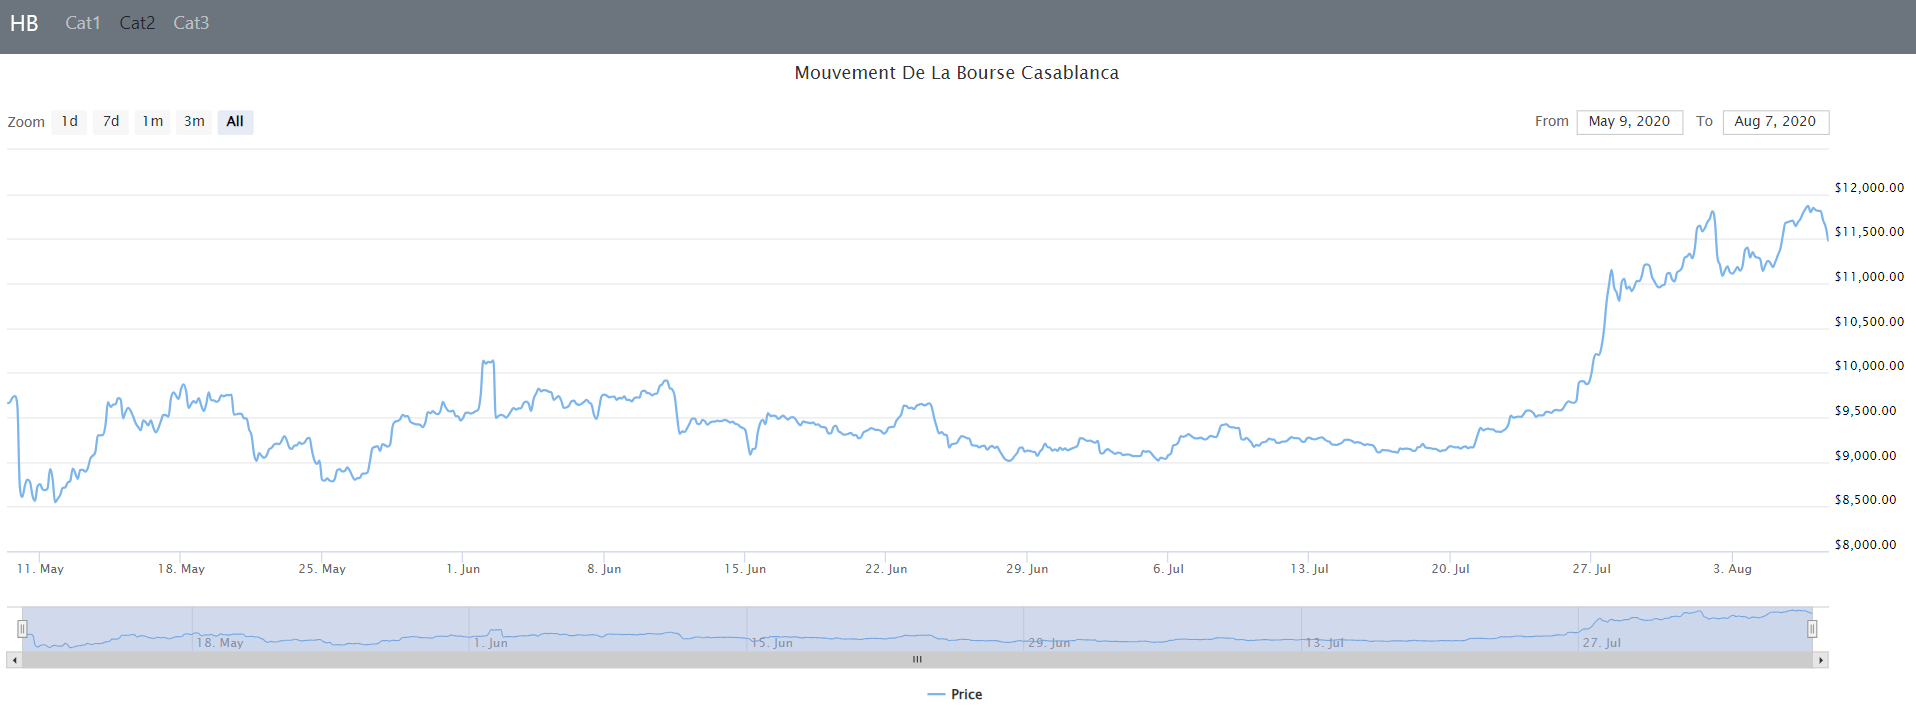 HB Cat1 Cat2 Cat3
Mouvement De La Bourse Casablanca
Zoom 1d 7d 1m 3m All From May 9, 2020 To Aug 7, 2020
$12,000.00
$11,500.00
$11,000.00
$10,500.00
$10,000.00
$9,500.00
$9,000.00
$8,500.00
$8,000.00
11. May 18. May 25. May 1. Jun 8. Jun 15. Jun 22. Jun 29. Jun 6. Jul 13. Jul 20. Jul 27. Jul 3. Aug
18. May 1. Jun 15. Jun 29. Jun 13. Jul 27. Jul
Price